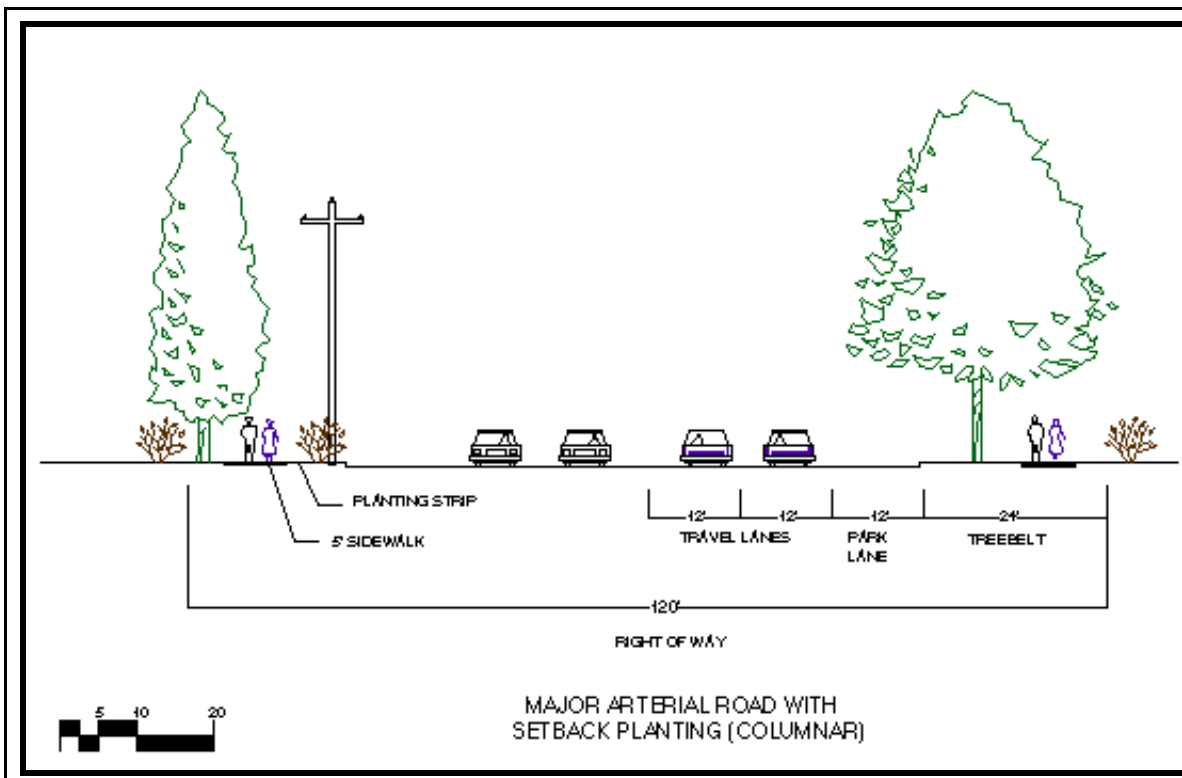 PLANTING STRIP
5' SIDEWALK
12' 12' 12' 24'
TRAVEL LANES PARK LANE TREEBELT
120'
RIGHT OF WAY
5 10 20
MAJOR ARTERIAL ROAD WITH
SETBACK PLANTING (COLUMNAR)